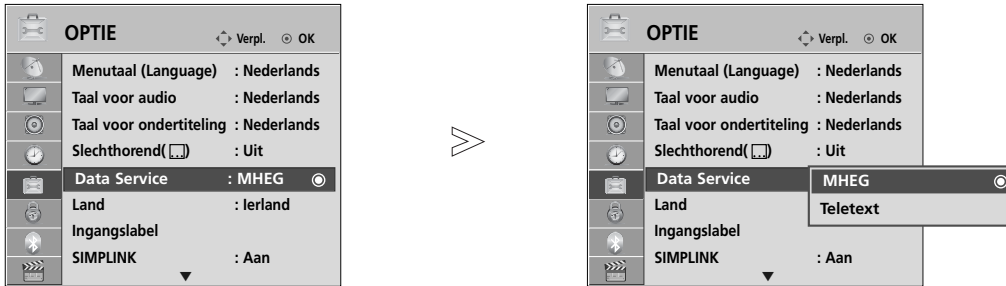 OPTIE
Verpl. OK
Menutaal (Language) : Nederlands
Taal voor audio : Nederlands
Taal voor ondertiteling : Nederlands
Slechthorend( ) : Uit
Data Service : MHEG
Land : Ierland
Ingangslabel
SIMPLINK : Aan
OPTIE
Verpl. OK
Menutaal (Language) : Nederlands
Taal voor audio : Nederlands
Taal voor ondertiteling : Nederlands
Slechthorend( ) : Uit
Data Service
MHEG
Land
Teletext
Ingangslabel
SIMPLINK : Aan